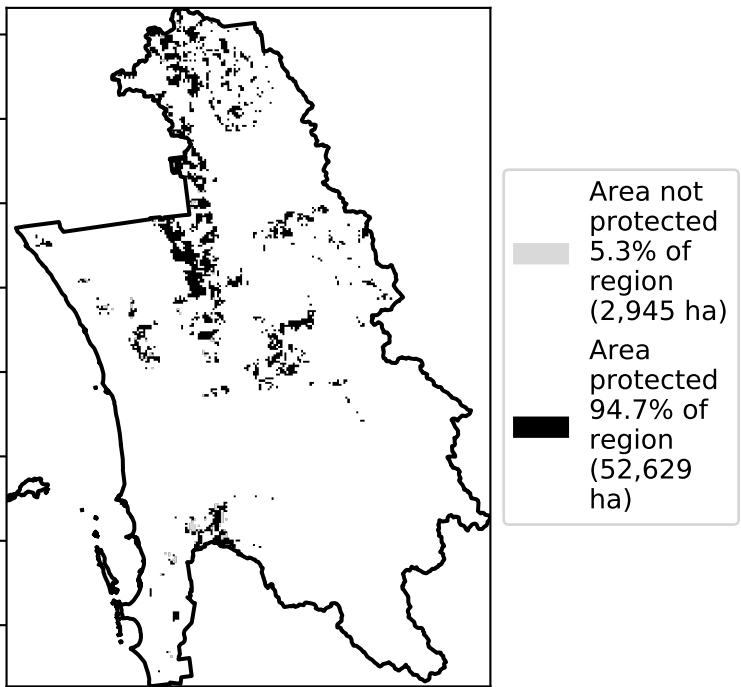 Area not
protected
5.3% of
region
(2,945 ha)
Area
protected
94.7% of
region
(52,629
ha)